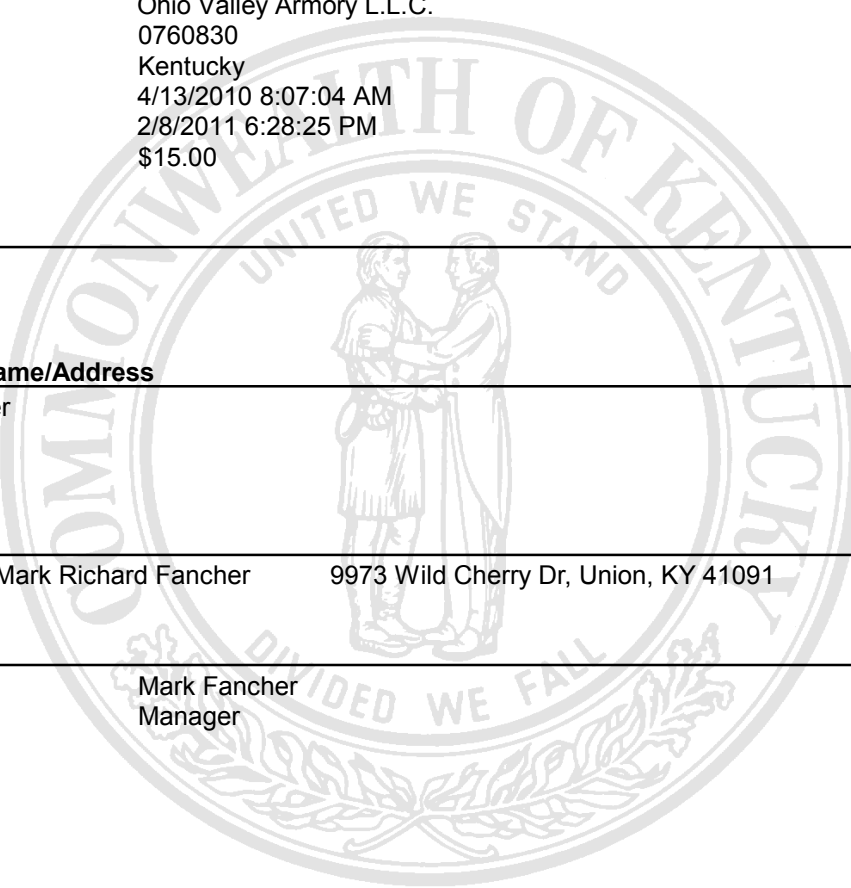 Ohio Valley Armory L.L.C.
0760830
Kentucky
4/13/2010 8:07:04 AM
2/8/2011 6:28:25 PM
$15.00
COMMONWEALTH OF KENTUCKY
UNITED WE STAND
ame/Address
er
Mark Richard Fancher 9973 Wild Cherry Dr, Union, KY 41091
DIVIDED WE FALL
Mark Fancher
Manager